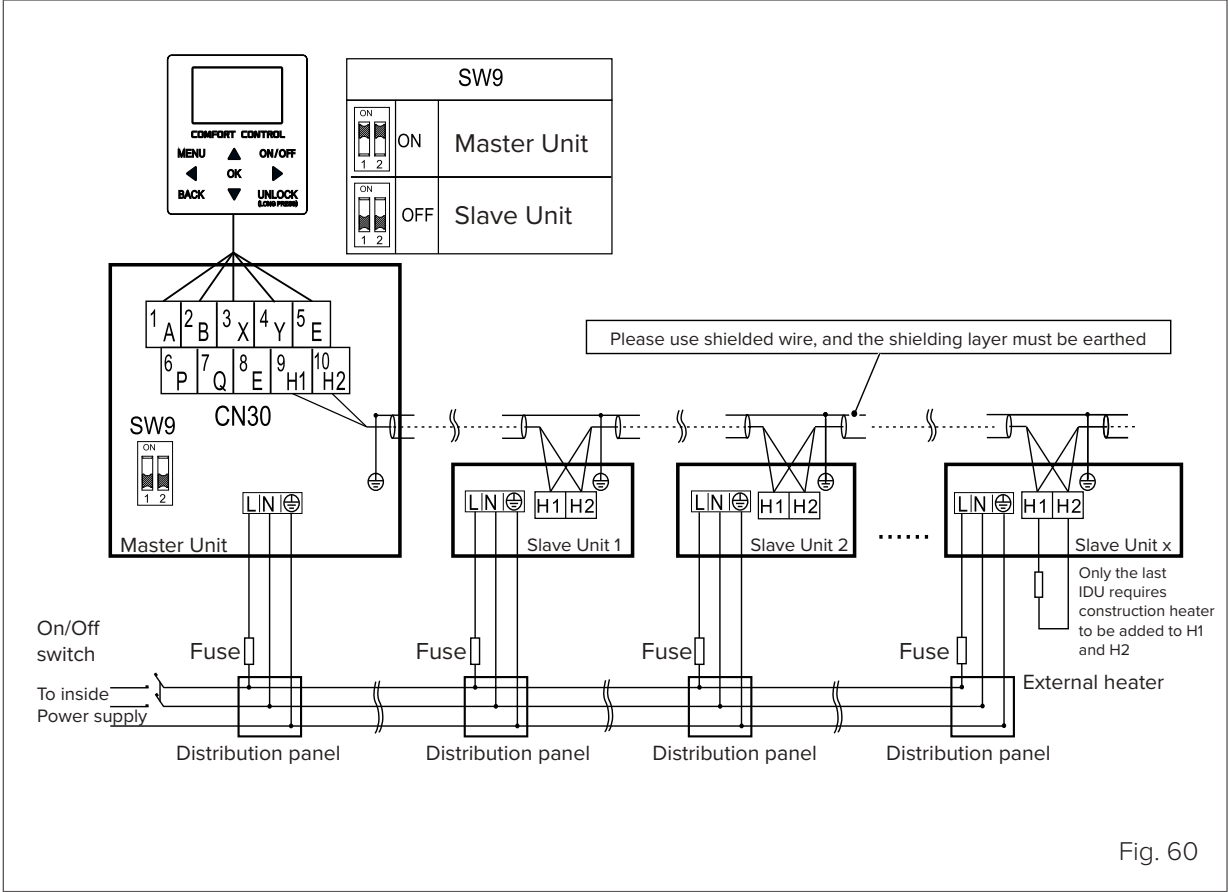 COMFORT CONTROL
MENU ON/OFF
OK
BACK UNLOCK
(LONG PRESS)
SW9
ON
1 2
ON
Master Unit
ON
1 2
OFF
Slave Unit
1 A 2 B 3 X 4 Y 5 E
6 P 7 Q 8 E 9 H1 10 H2
CN30
SW9
ON
1 2
L N
Master Unit
Please use shielded wire, and the shielding layer must be earthed
L N
H1 H2
Slave Unit 1
L N
H1 H2
Slave Unit 2
......
L N
H1 H2
Slave Unit x
Only the last
IDU requires
construction heater
to be added to H1
and H2
On/Off
switch
Fuse
Fuse
Fuse
Fuse
To inside
Power supply
External heater
Distribution panel
Distribution panel
Distribution panel
Distribution panel
Fig. 60